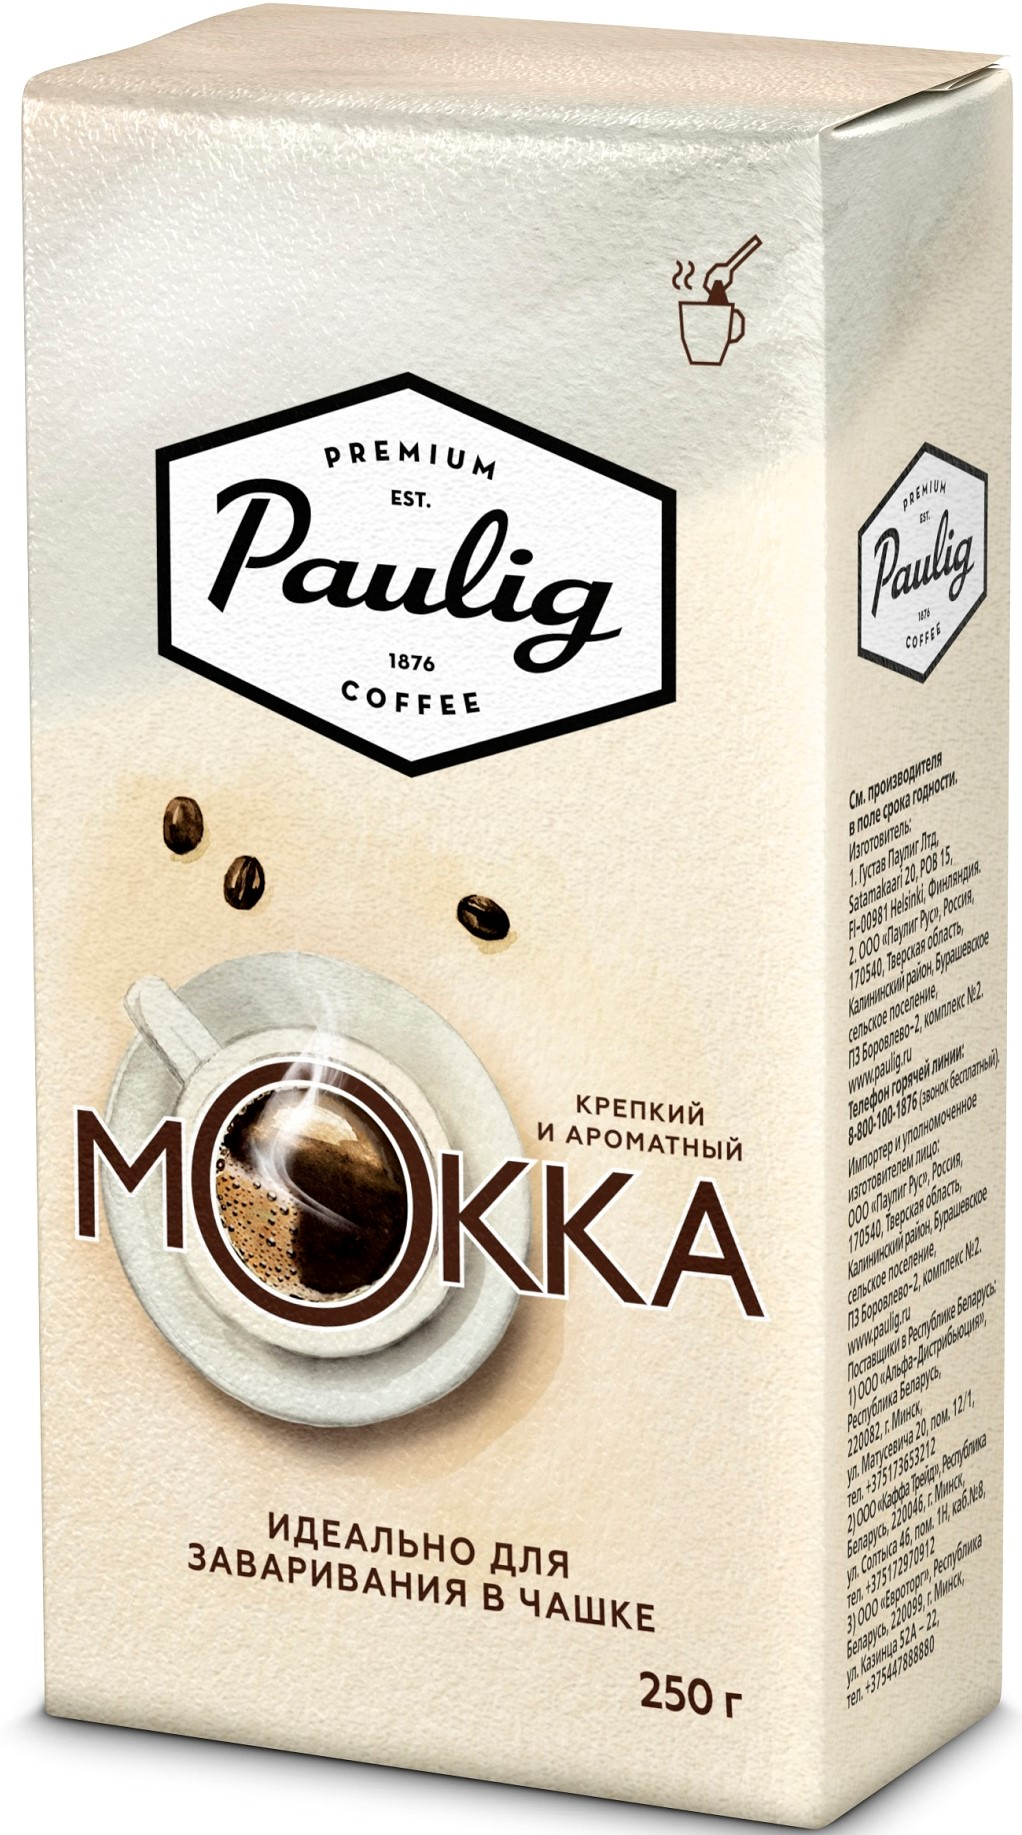 PREMIUM
EST.
Paulig
1876
COFFEE
КРЕПКИЙ
И АРОМАТНЫЙ
МОККА
ИДЕАЛЬНО ДЛЯ
ЗАВАРИВАНИЯ В ЧАШКЕ
250 г
PREMIUM
EST.
Paulig
1876
COFFEE
См. производителя
в поле срока годности.
Изготовитель:
1. Густав Паулиг Лтд,
Satamakaari 20, POB 15,
FI-00981 Helsinki, Финляндия.
2. ООО «Паулиг Рус», Россия,
170540, Тверская область,
Калининский район, Бурашевское
сельское поселение,
ПЗ Боровлево-2, комплекс №2.
www.paulig.ru
Телефон горячей линии:
8-800-100-1876 (звонок бесплатный).
Импортер и уполномоченное
изготовителем лицо:
ООО «Паулиг Рус», Россия,
170540, Тверская область,
Калининский район, Бурашевское
сельское поселение,
ПЗ Боровлево-2, комплекс №2.
www.paulig.ru
Поставщики в Республике Беларусь:
1) ООО «Альфа-Дистрибьюция»,
Республика Беларусь,
220082, г. Минск,
ул. Матусевича 20, пом. 12/1,
тел. +375173653212
2) ООО «Каффа Трейд», Республика
Беларусь, 220046, г. Минск,
ул. Солтыса 46, пом. 1Н, каб.№8,
тел. +375172970912
3) ООО «Евроторг», Республика
Беларусь, 220099, г. Минск,
ул. Казинца 52А – 22,
тел. +375447888880